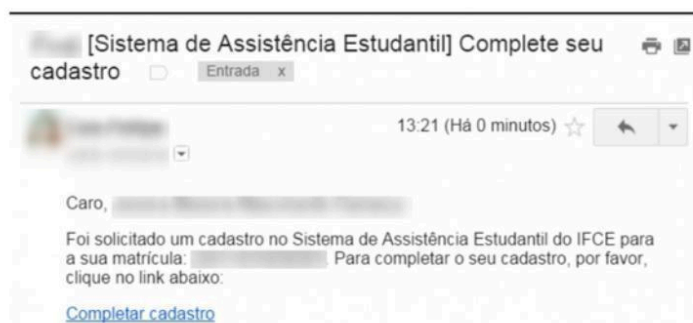 [Sistema de Assistência Estudantil] Complete seu
cadastro Entrada x
13:21 (Há 0 minutos)
Caro,
Foi solicitado um cadastro no Sistema de Assistência Estudantil do IFCE para
a sua matrícula: . Para completar o seu cadastro, por favor,
clique no link abaixo:
Completar cadastro